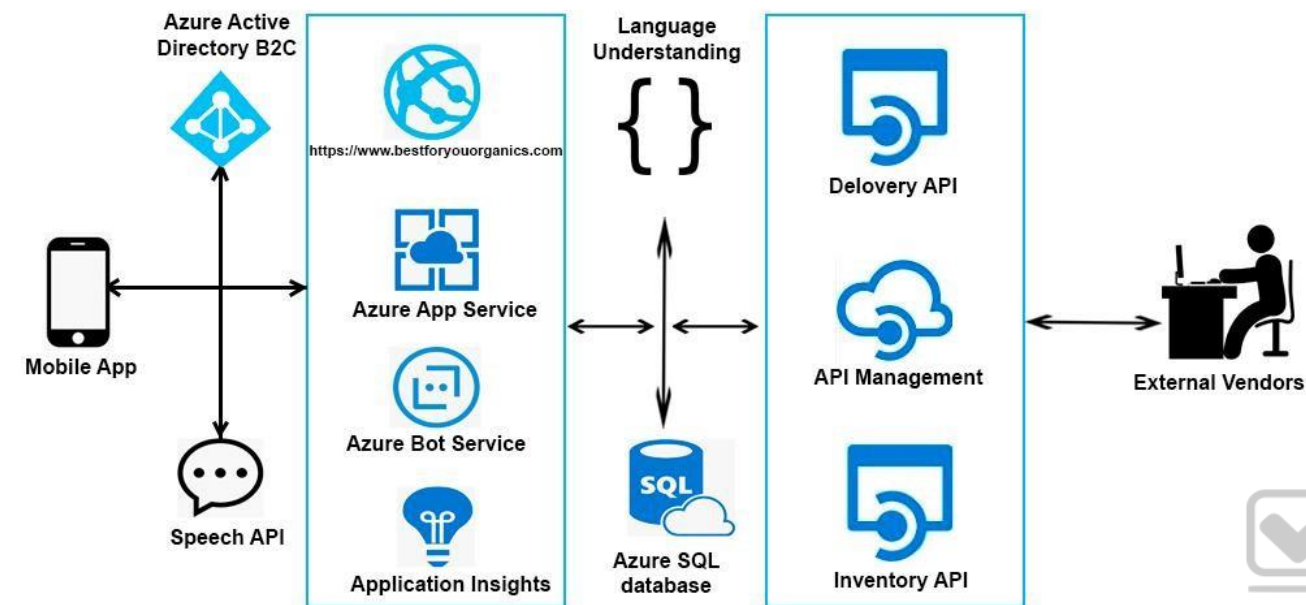 Azure Active
Directory B2C
Mobile App
Speech API
https://www.bestforyouorganics.com
Azure App Service
Azure Bot Service
Application Insights
Language
Understanding
{ }
SQL
Azure SQL
database
Delovery API
API Management
Inventory API
External Vendors